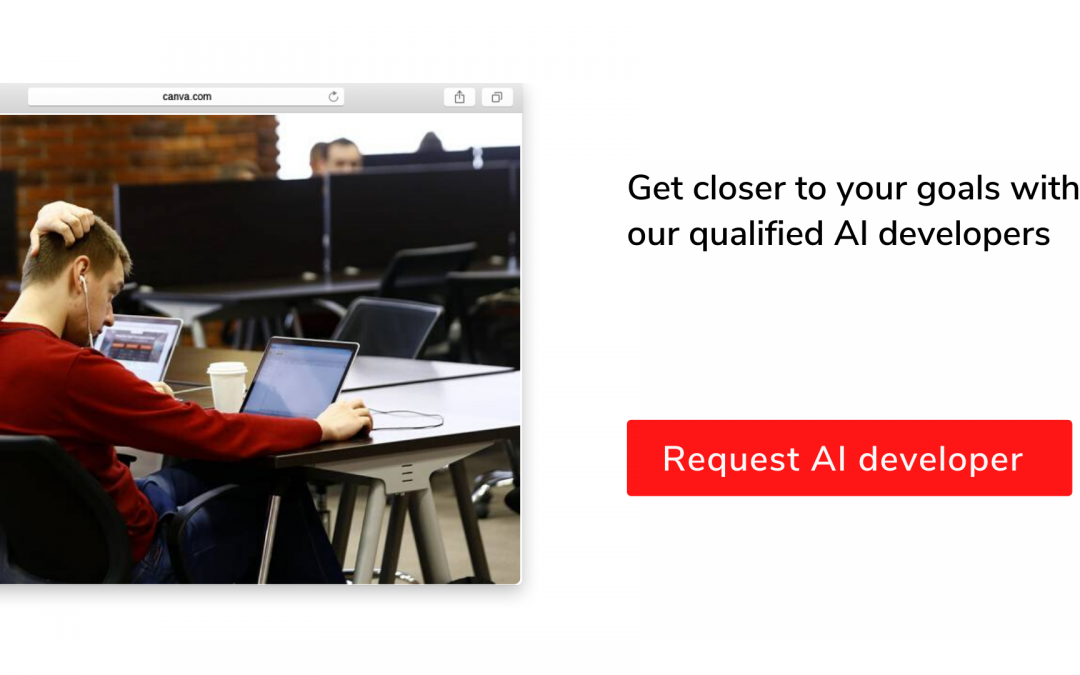 canva.com
Get closer to your goals with
our qualified AI developers
Request AI developer